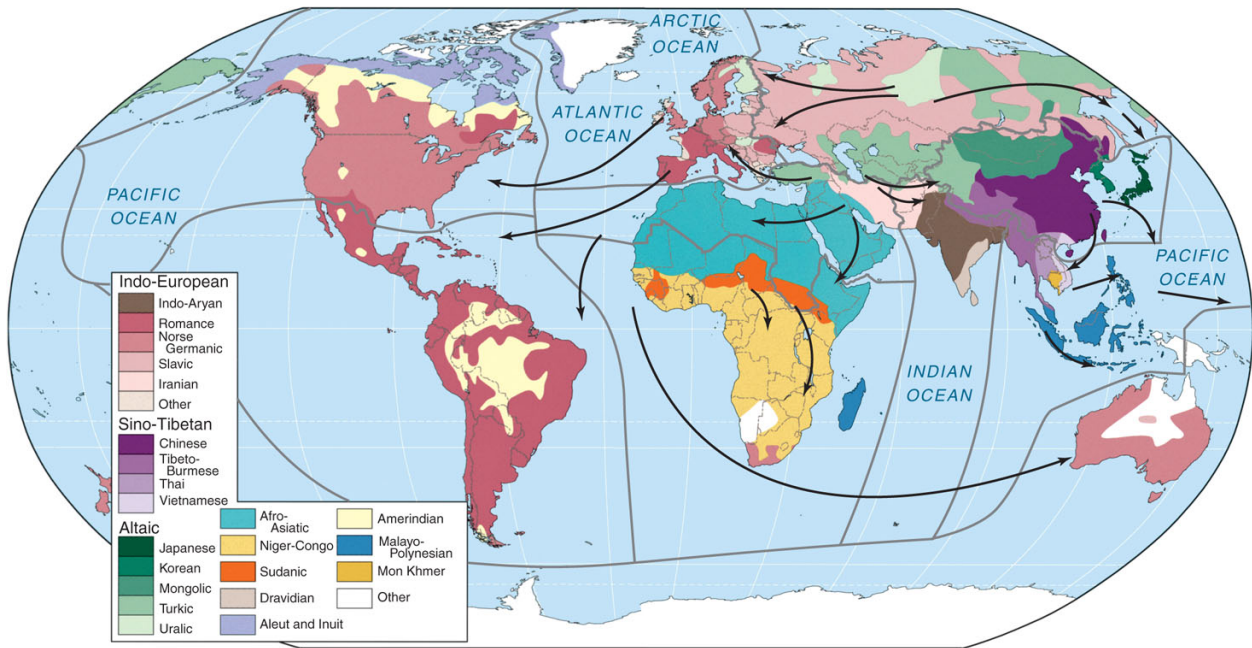 ARCTIC
OCEAN
ATLANTIC
OCEAN
PACIFIC
OCEAN
PACIFIC
OCEAN
INDIAN
OCEAN
Indo-European
Indo-Aryan
Romance
Norse
Germanic
Slavic
Iranian
Other
Sino-Tibetan
Chinese
Tibeto-
Burmese
Thai
Vietnamese
Altaic
Japanese
Korean
Mongolic
Turkic
Uralic
Afro-
Asiatic
Niger-Congo
Sudanic
Dravidian
Aleut and Inuit
Amerindian
Malayo-
Polynesian
Mon Khmer
Other